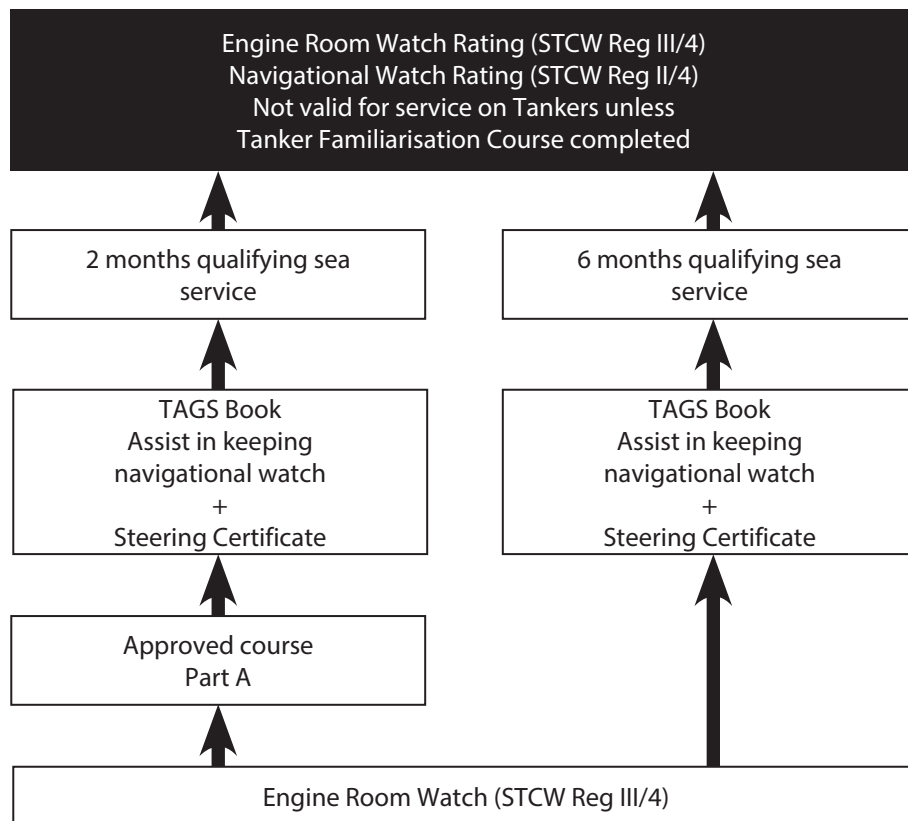 Engine Room Watch Rating (STCW Reg III/4)
Navigational Watch Rating (STCW Reg II/4)
Not valid for service on Tankers unless
Tanker Familiarisation Course completed
2 months qualifying sea
service
6 months qualifying sea
service
TAGS Book
Assist in keeping
navigational watch
+
Steering Certificate
TAGS Book
Assist in keeping
navigational watch
+
Steering Certificate
Approved course
Part A
Engine Room Watch (STCW Reg III/4)